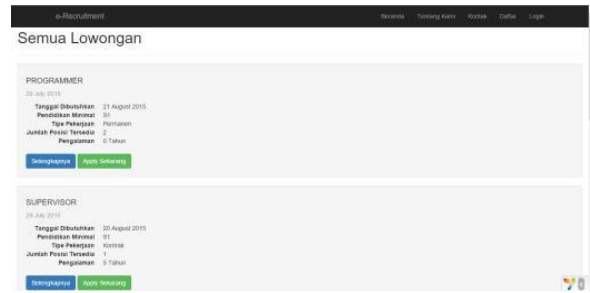 e-Recruitment
Beranda Tentang Kami Kontak Daftar Login
Semua Lowongan
PROGRAMMER
29 July 2015
Tanggal Dibutuhkan 21 August 2015
Pendidikan Minimal S1
Tipe Pekerjaan Permanen
Jumlah Posisi Tersedia 2
Pengalaman 0 Tahun
Selengkapnya Apply Sekarang
SUPERVISOR
29 July 2015
Tanggal Dibutuhkan 20 August 2015
Pendidikan Minimal S1
Tipe Pekerjaan Kontrak
Jumlah Posisi Tersedia 1
Pengalaman 5 Tahun
Selengkapnya Apply Sekarang